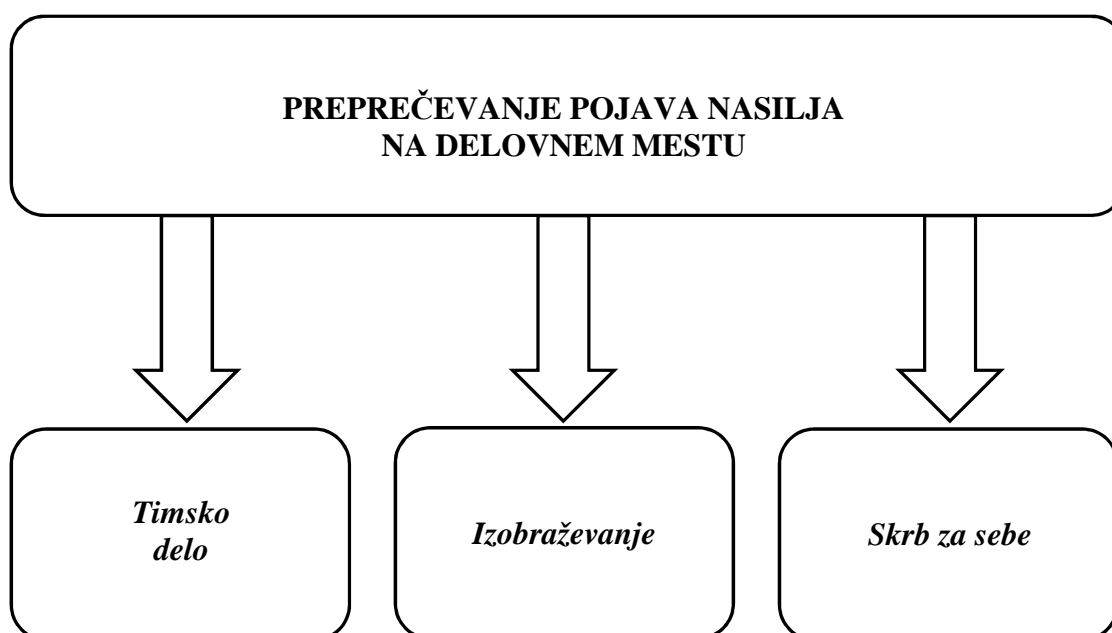 PREPREČEVANJE POJAVA NASILJA
NA DELOVNEM MESTU
Timsko
delo
Izobraževanje
Skrb za sebe